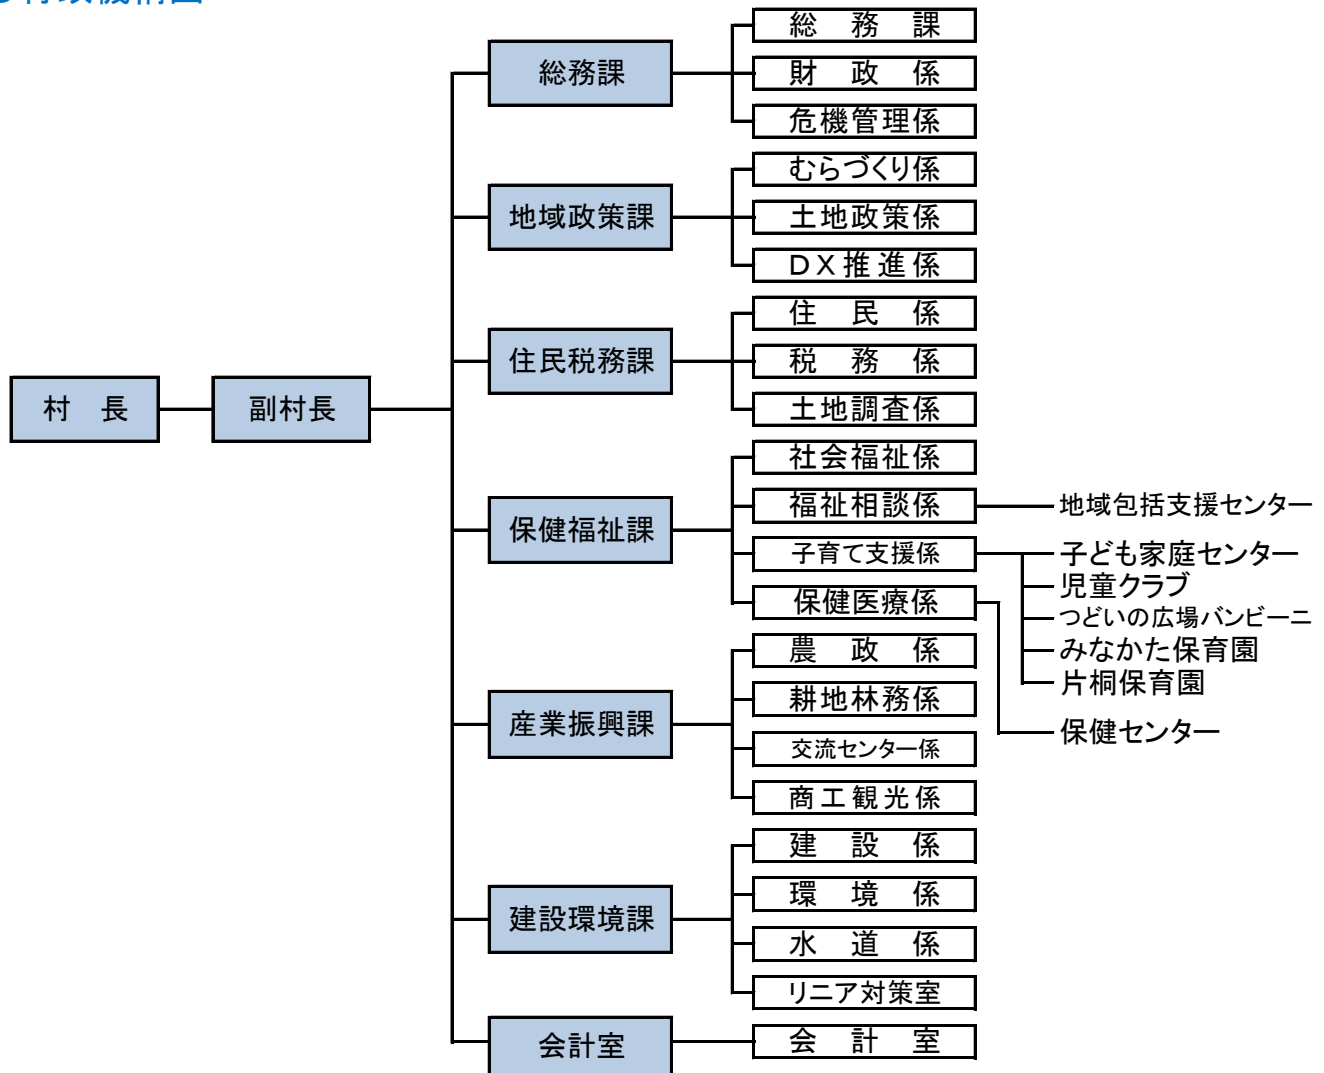 行政機構図
総務課
総務課
財政係
危機管理係
地域政策課
むらづくり係
土地政策係
DX推進係
住民税務課
住民係
税務係
土地調査係
村長
副村長
保健福祉課
社会福祉係
福祉相談係
地域包括支援センター
子育て支援係
子ども家庭センター
児童クラブ
つどいの広場バンビーニ
みなかた保育園
片桐保育園
保健医療係
保健センター
産業振興課
農政係
耕地林務係
交流センター係
商工観光係
建設環境課
建設係
環境係
水道係
リニア対策室
会計室
会計室